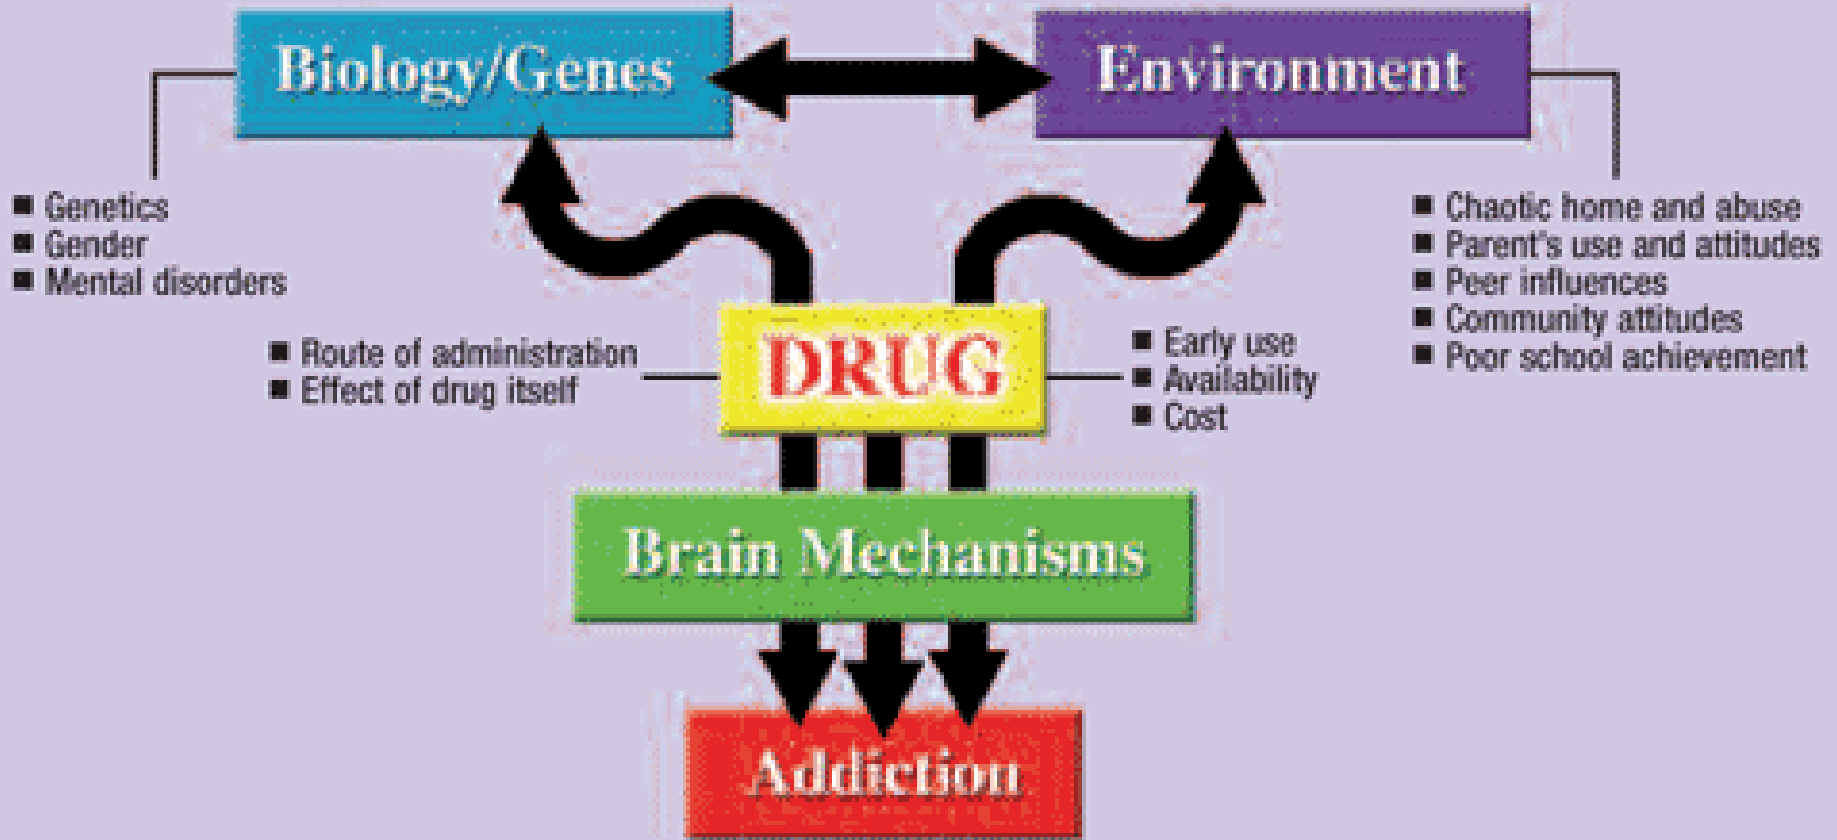 Biology/Genes
Environment
■ Genetics
■ Gender
■ Mental disorders
■ Chaotic home and abuse
■ Parent's use and attitudes
■ Peer influences
■ Community attitudes
■ Poor school achievement
■ Route of administration
■ Effect of drug itself
DRUG
■ Early use
■ Availability
■ Cost
Brain Mechanisms
Addiction